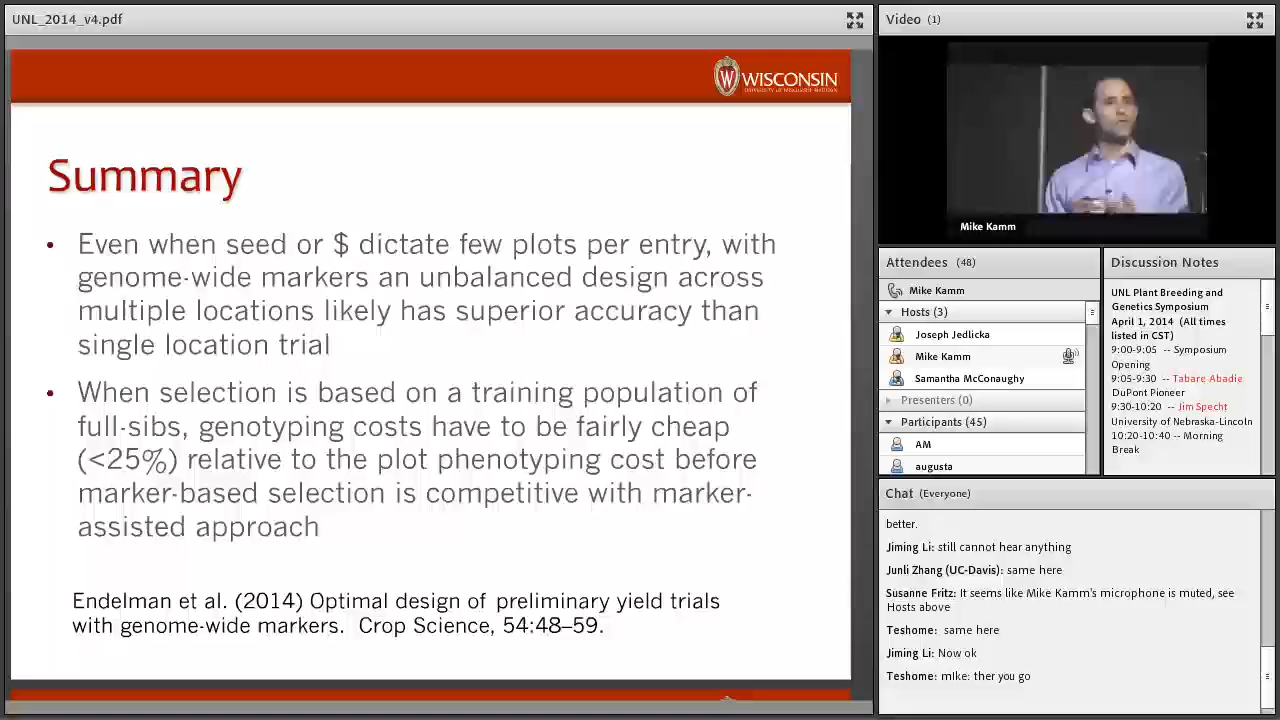 UNL_2014_v4.pdf
WISCONSIN
Summary
• Even when seed or $ dictate few plots per entry, with
genome-wide markers an unbalanced design across
multiple locations likely has superior accuracy than
single location trial
• When selection is based on a training population of
full-sibs, genotyping costs have to be fairly cheap
(<25%) relative to the plot phenotyping cost before
marker-based selection is competitive with marker-
assisted approach
Endelman et al. (2014) Optimal design of preliminary yield trials
with genome-wide markers. Crop Science, 54:48–59.
Video (1)
Mike Kamm
Attendees (48)
Mike Kamm
Hosts (3)
Joseph Jedlicka
Mike Kamm
Samantha McConaughy
Presenters (0)
Participants (45)
AM
augusta
Discussion Notes
UNL Plant Breeding and
Genetics Symposium
April 1, 2014 (All times
listed in CST)
9:00-9:05 -- Symposium
Opening
9:05-9:30 -- Tabare Abadie
DuPont Pioneer
9:30-10:20 -- Jim Specht
University of Nebraska-Lincoln
10:20-10:40 -- Morning
Break
Chat (Everyone)
better.
Jiming Li: still cannot hear anything
Junli Zhang (UC-Davis): same here
Susanne Fritz: It seems like Mike Kamm's microphone is muted, see
Hosts above
Teshome: same here
Jiming Li: Now ok
Teshome: mIke: ther you go